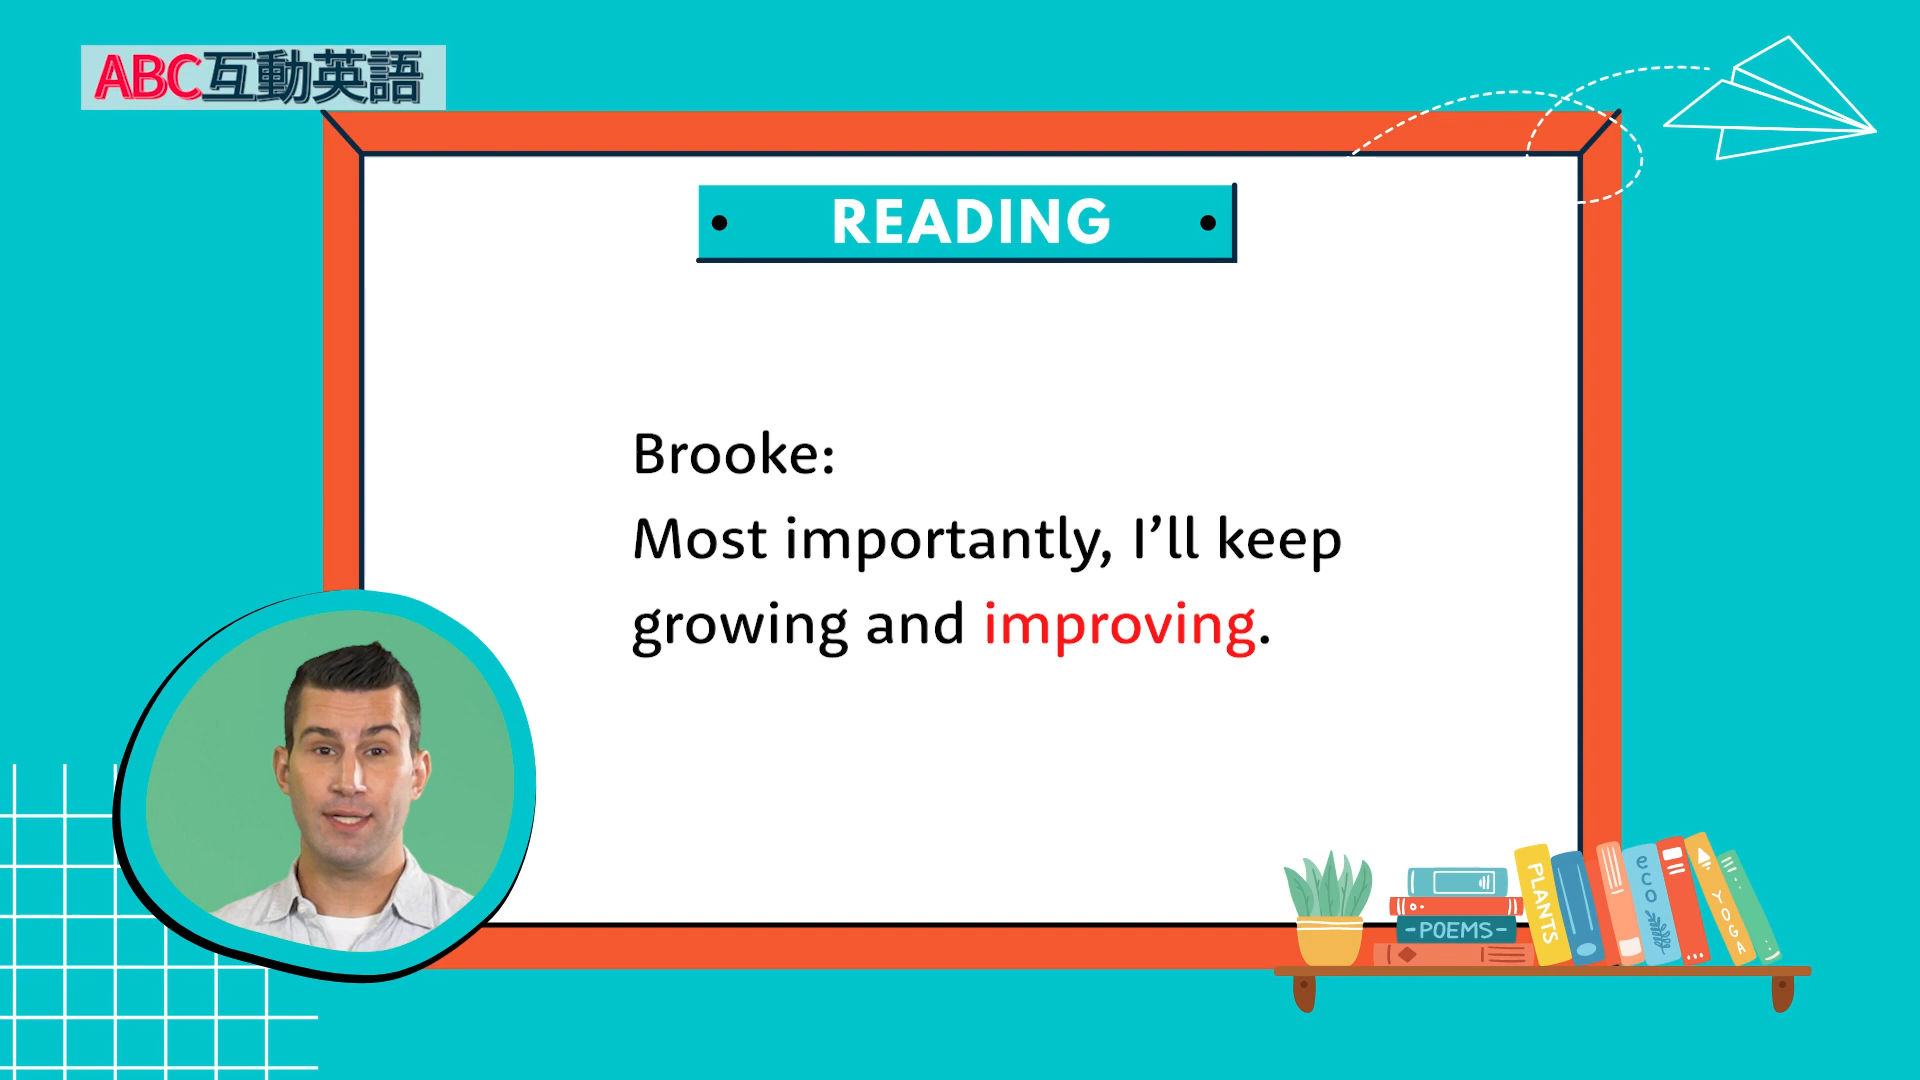 ABC互動英語
READING
Brooke:
Most importantly, I’ll keep
growing and improving.
PLANTS
eco
YOGA
-POEMS-